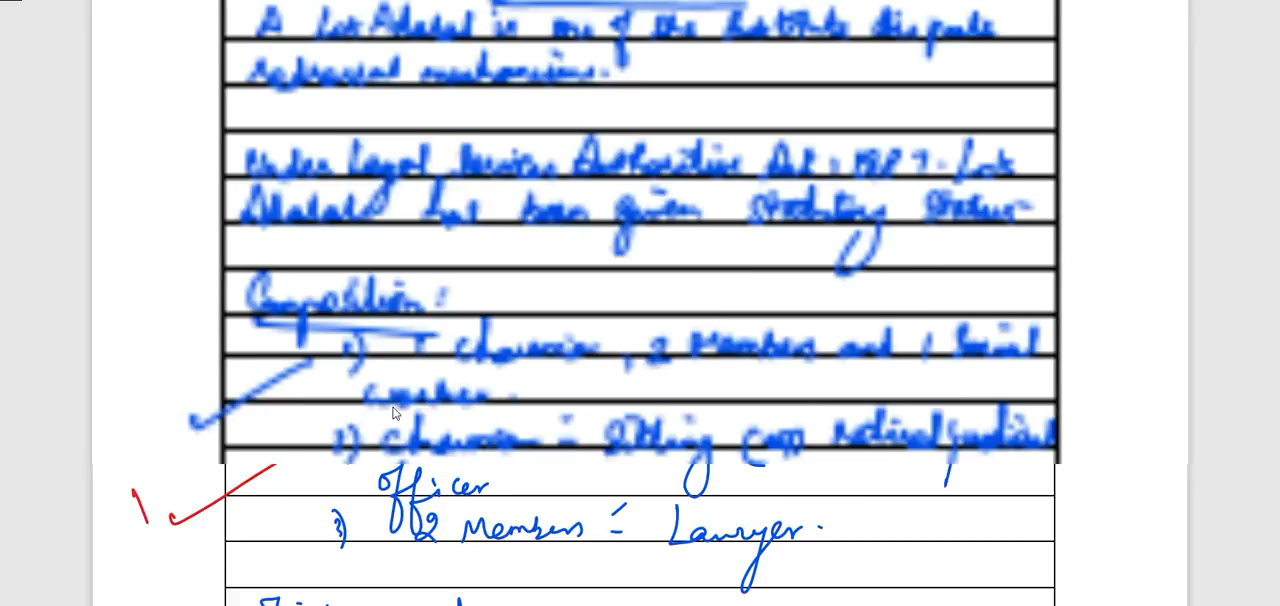 A Lok Adalat is one of the dispute
redressal mechanism.
Under Legal Services Authorities Act, 1987, Lok
Adalat has been given statutory status
Composition:
1) 1 Chairman, 2 Members and 1 Social
worker.
2) Chairman = Sitting (or) Retired Judicial
Officer
3) 2 Members = Lawyer.
1